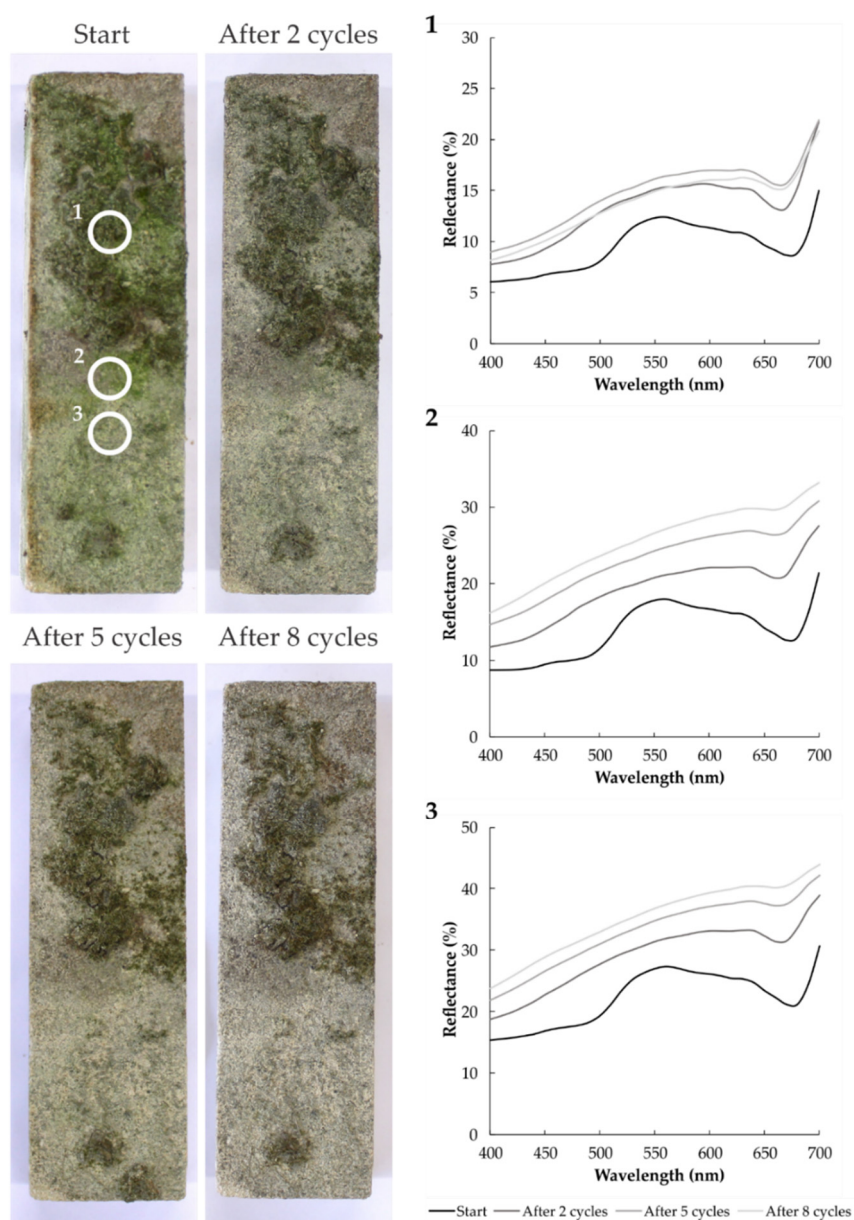 Start After 2 cycles
1
2
3
After 5 cycles After 8 cycles
1
30
25
20
15
10
5
0
Reflectance (%)
400 450 500 550 600 650 700
Wavelength (nm)
2
40
30
20
10
0
Reflectance (%)
400 450 500 550 600 650 700
Wavelength (nm)
3
50
40
30
20
10
0
Reflectance (%)
400 450 500 550 600 650 700
Wavelength (nm)
Start After 2 cycles After 5 cycles After 8 cycles